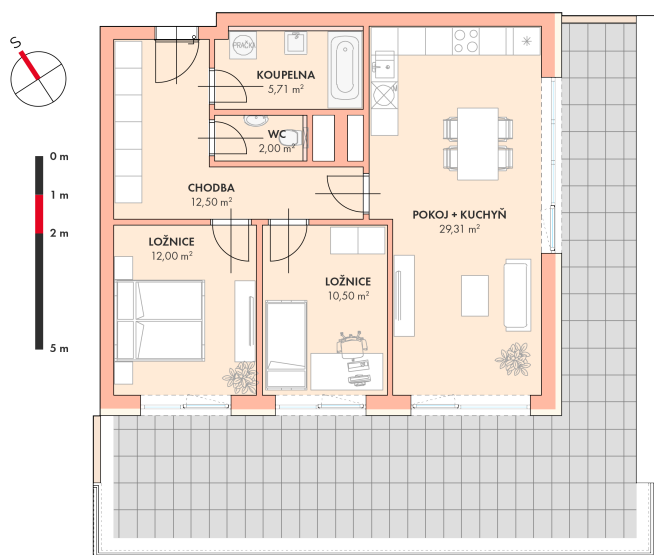 S
0 m
1 m
2 m
5 m
PRAČKA
KOUPELNA
5,71 m²
WC
2,00 m²
CHODBA
12,50 m²
POKOJ + KUCHYŇ
29,31 m²
LOŽNICE
12,00 m²
LOŽNICE
10,50 m²